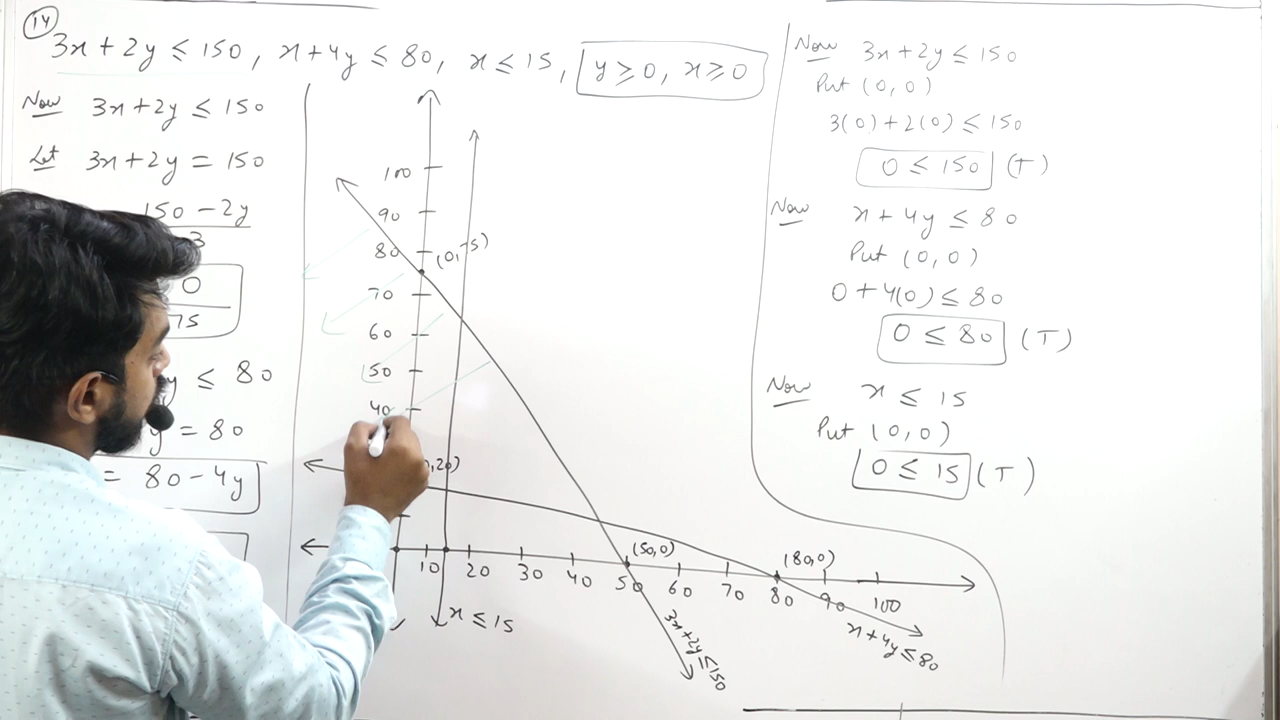 14
3x + 2y ≤ 150, x + 4y ≤ 80, x ≤ 15, y ≥ 0, x ≥ 0
Now 3x + 2y ≤ 150
Let 3x + 2y = 150
150 - 2y
3
0
75
y ≤ 80
y = 80
= 80 - 4y
100
90
80
70
60
50
40
(0,75)
,20)
(50,0)
(80,0)
10 20 30 40 50 60 70 80 90 100
x ≤ 15
3x+2y ≤ 150
x+4y ≤ 80
Now 3x + 2y ≤ 150
Put (0,0)
3(0) + 2(0) ≤ 150
0 ≤ 150 (T)
Now x + 4y ≤ 80
Put (0,0)
0 + 4(0) ≤ 80
0 ≤ 80 (T)
Now x ≤ 15
Put (0,0)
0 ≤ 15 (T)